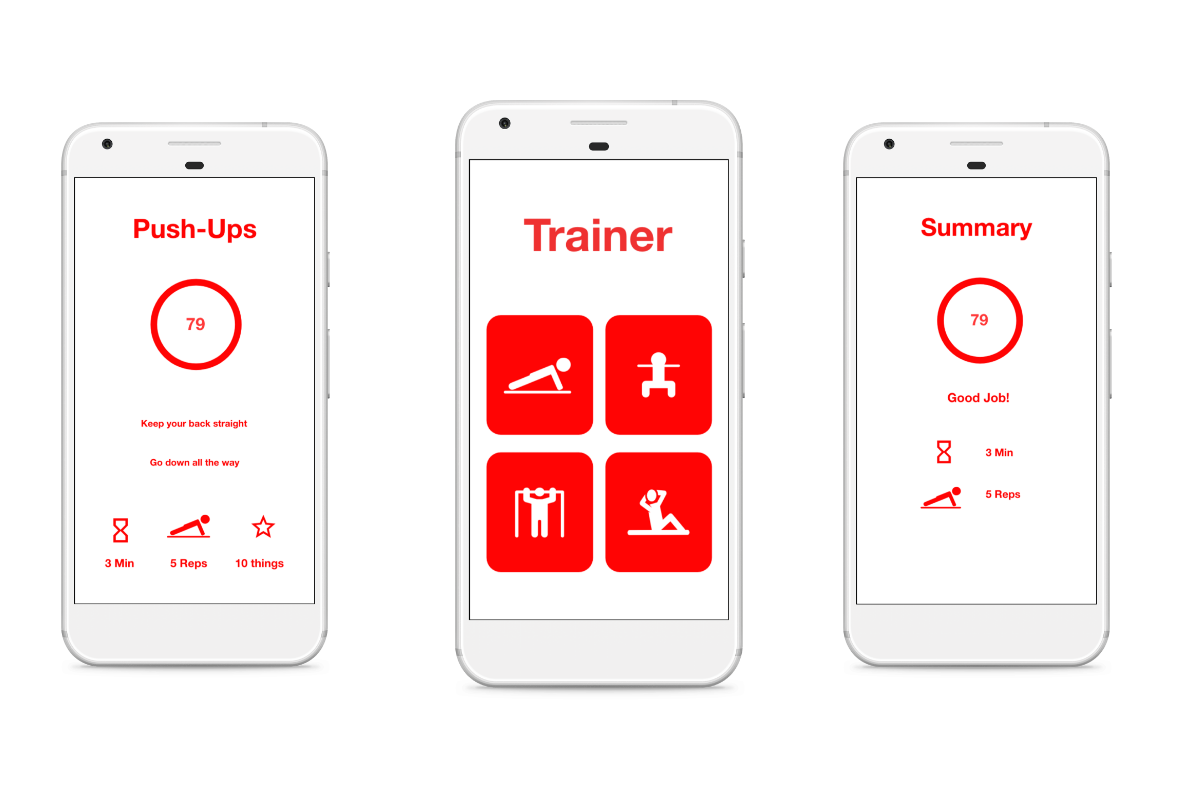 Push-Ups
79
Keep your back straight
Go down all the way
3 Min
5 Reps
10 things
Trainer
Summary
79
Good Job!
3 Min
5 Reps